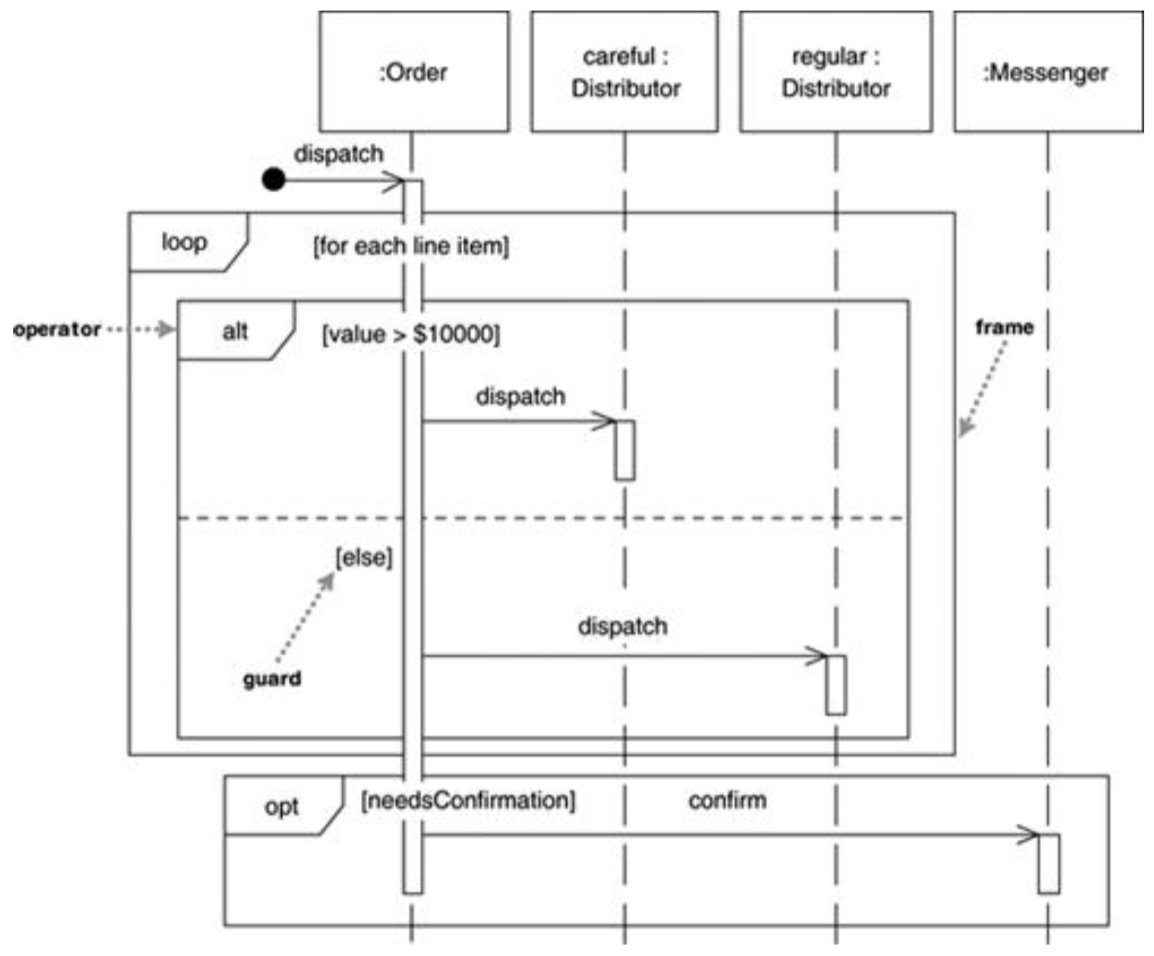 :Order
careful :
Distributor
regular :
Distributor
:Messenger
dispatch
loop
[for each line item]
operator
alt
[value > $10000]
frame
dispatch
[else]
dispatch
guard
opt
[needsConfirmation]
confirm